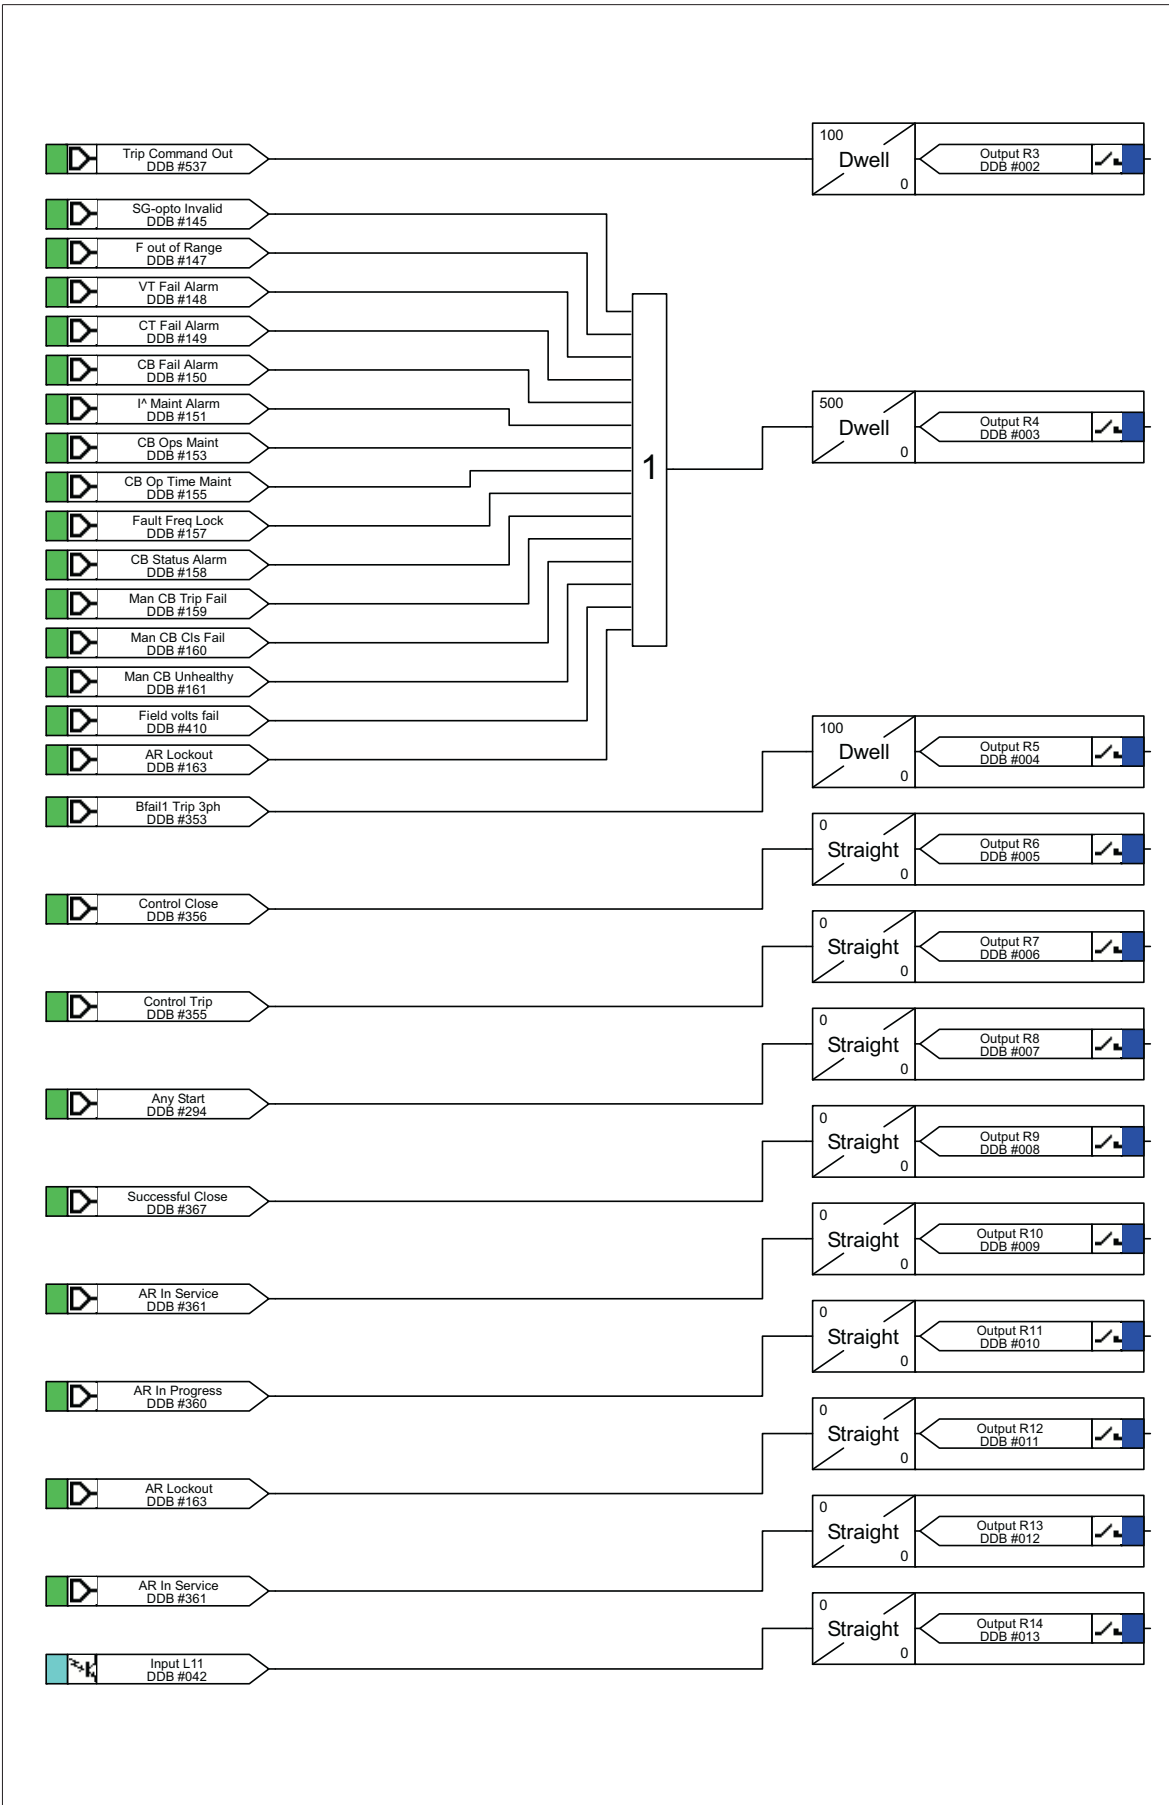 Trip Command Out
DDB #537
100
Dwell
0
Output R3
DDB #002
SG-opto Invalid
DDB #145
F out of Range
DDB #147
VT Fail Alarm
DDB #148
CT Fail Alarm
DDB #149
CB Fail Alarm
DDB #150
I^ Maint Alarm
DDB #151
CB Ops Maint
DDB #153
CB Op Time Maint
DDB #155
Fault Freq Lock
DDB #157
CB Status Alarm
DDB #158
Man CB Trip Fail
DDB #159
Man CB Cls Fail
DDB #160
Man CB Unhealthy
DDB #161
Field volts fail
DDB #410
AR Lockout
DDB #163
1
500
Dwell
0
Output R4
DDB #003
Bfail1 Trip 3ph
DDB #353
100
Dwell
0
Output R5
DDB #004
Control Close
DDB #356
0
Straight
0
Output R6
DDB #005
Control Trip
DDB #355
0
Straight
0
Output R7
DDB #006
Any Start
DDB #294
0
Straight
0
Output R8
DDB #007
Successful Close
DDB #367
0
Straight
0
Output R9
DDB #008
AR In Service
DDB #361
0
Straight
0
Output R10
DDB #009
AR In Progress
DDB #360
0
Straight
0
Output R11
DDB #010
AR Lockout
DDB #163
0
Straight
0
Output R12
DDB #011
AR In Service
DDB #361
0
Straight
0
Output R13
DDB #012
Input L11
DDB #042
0
Straight
0
Output R14
DDB #013